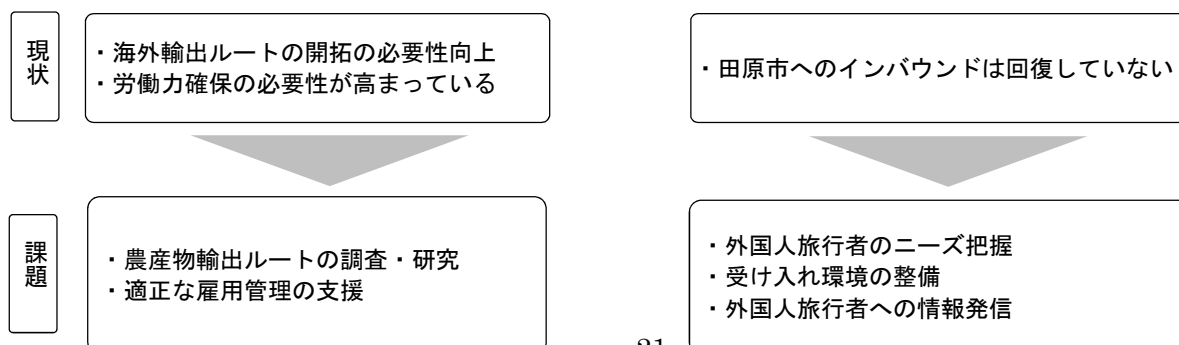 現状
・海外輸出ルートの開拓の必要性向上
・労働力確保の必要性が高まっている
・田原市へのインバウンドは回復していない
課題
・農産物輸出ルートの調査・研究
・適正な雇用管理の支援
・外国人旅行者のニーズ把握
・受け入れ環境の整備
・外国人旅行者への情報発信